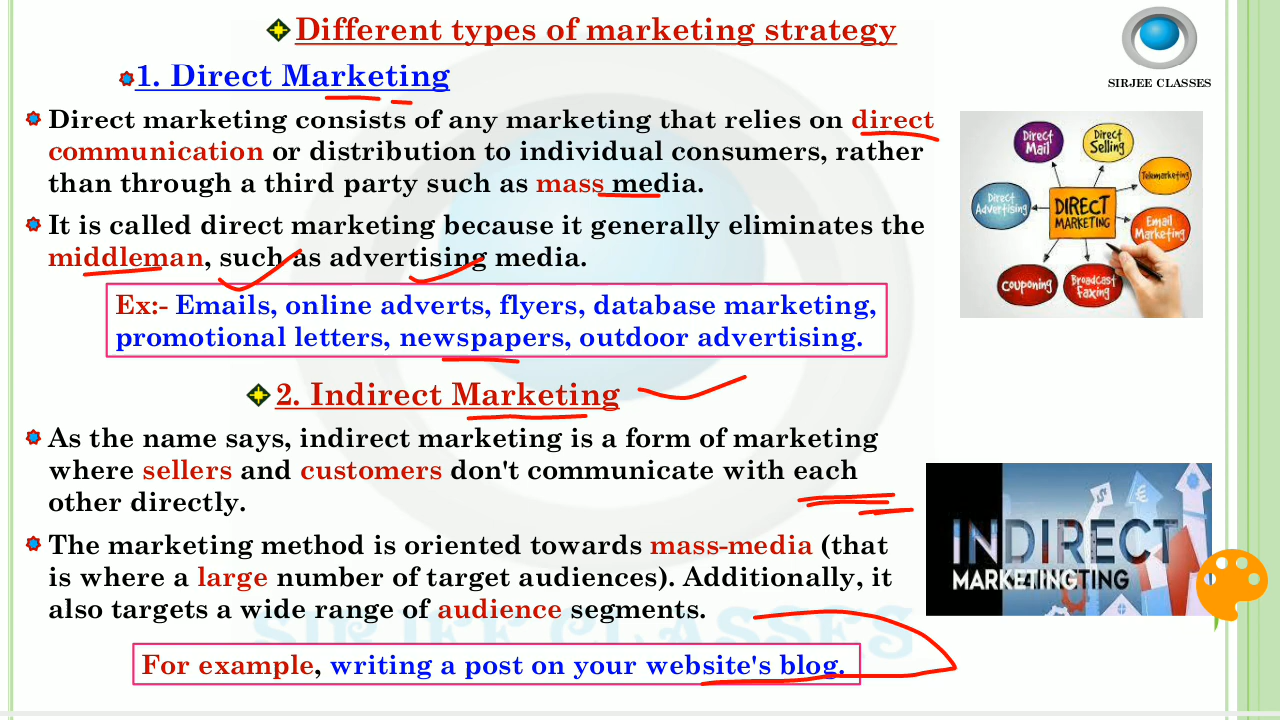 Different types of marketing strategy
SIRJEE CLASSES
1. Direct Marketing
Direct marketing consists of any marketing that relies on direct
communication or distribution to individual consumers, rather
than through a third party such as mass media.
It is called direct marketing because it generally eliminates the
middleman, such as advertising media.
Ex:- Emails, online adverts, flyers, database marketing,
promotional letters, newspapers, outdoor advertising.
Direct
Mail
Direct
Selling
Telemarketing
Direct
Advertising
DIRECT
MARKETING
Email
Marketing
Couponing
Broadcast
Faxing
2. Indirect Marketing
As the name says, indirect marketing is a form of marketing
where sellers and customers don't communicate with each
other directly.
The marketing method is oriented towards mass-media (that
is where a large number of target audiences). Additionally, it
also targets a wide range of audience segments.
INDIRECT
MARKETING
SIRJEE CLASSES
For example, writing a post on your website's blog.